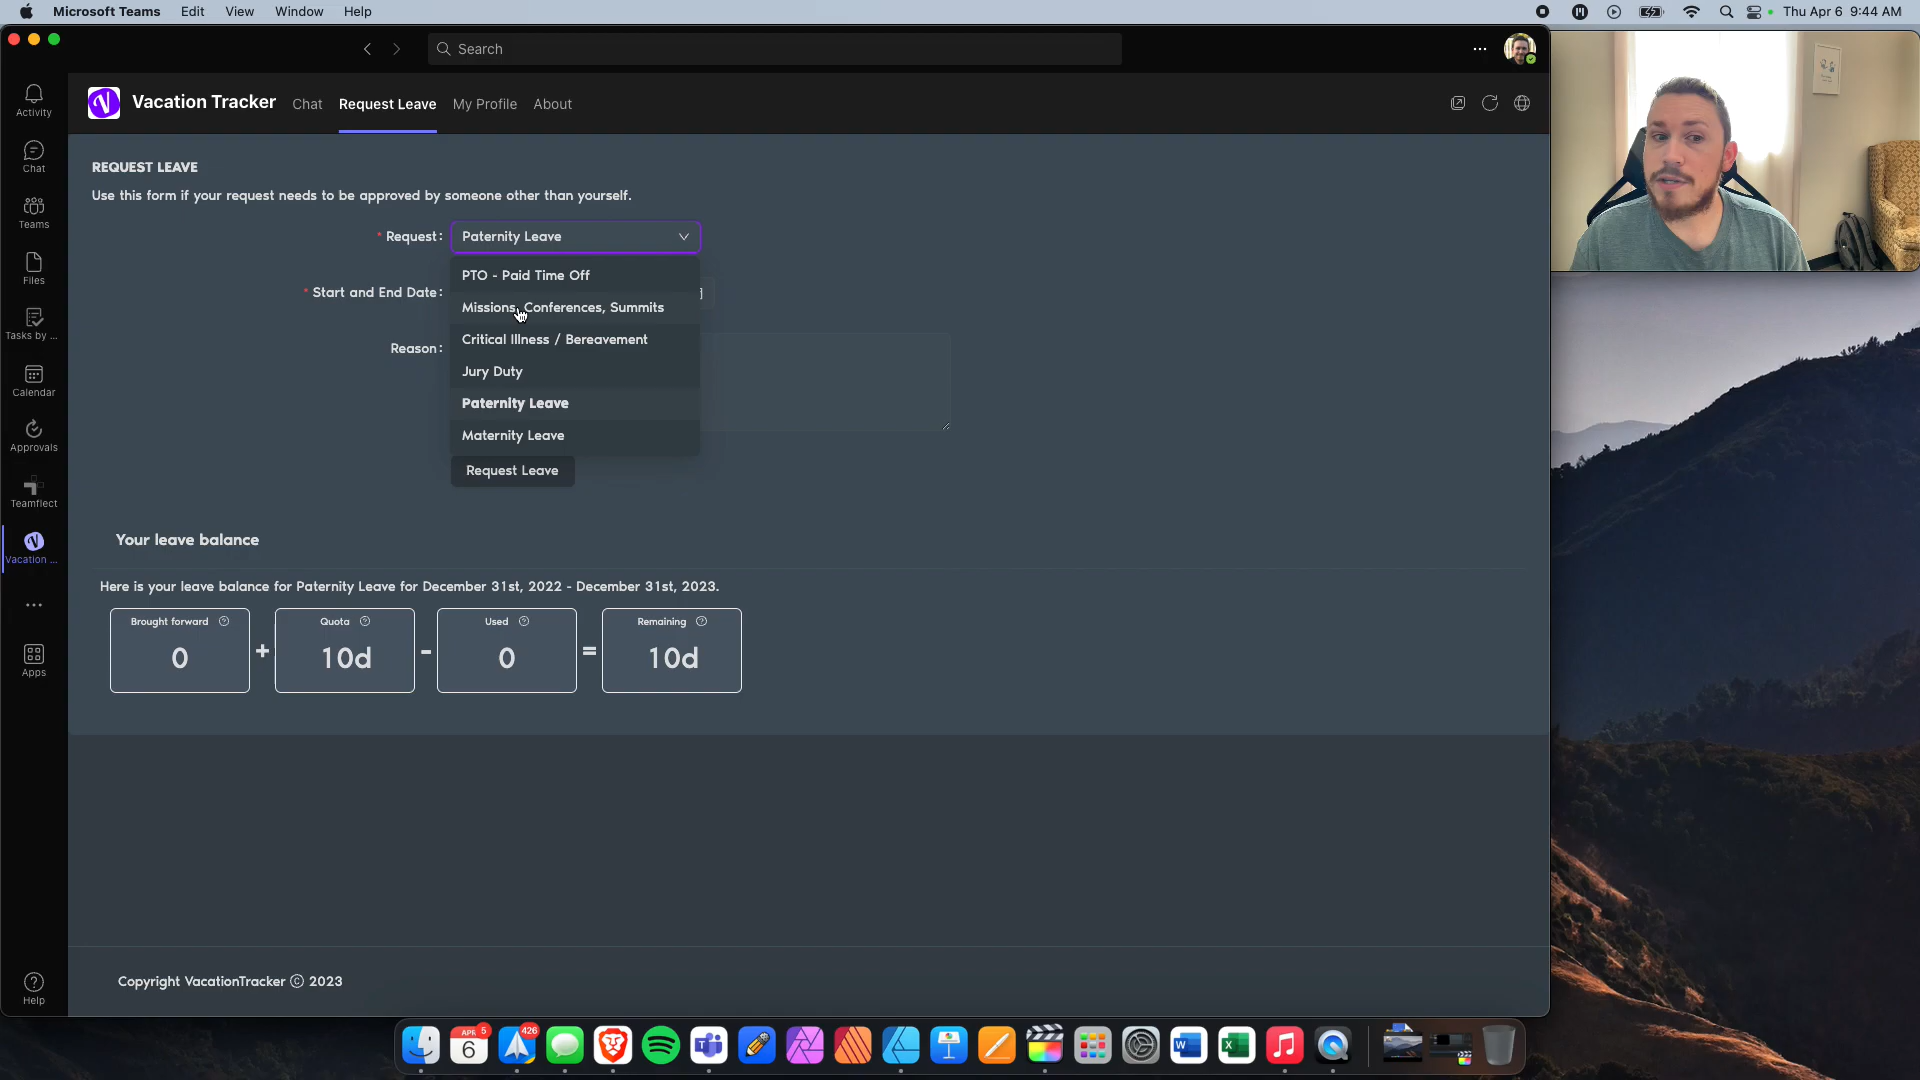 Microsoft Teams Edit View Window Help
Thu Apr 6 9:44 AM
Search
Vacation Tracker Chat Request Leave My Profile About
Activity
Chat
Teams
Files
Tasks by ...
Calendar
Approvals
Teamflect
Vacation ...
Apps
Help
REQUEST LEAVE
Use this form if your request needs to be approved by someone other than yourself.
* Request: Paternity Leave
PTO - Paid Time Off
* Start and End Date:
Missions, Conferences, Summits
Critical Illness / Bereavement
Reason:
Jury Duty
Paternity Leave
Maternity Leave
Request Leave
Your leave balance
Here is your leave balance for Paternity Leave for December 31st, 2022 - December 31st, 2023.
Brought forward Quota Used Remaining
0 + 10d - 0 = 10d
Copyright VacationTracker © 2023
APR 5
6
426